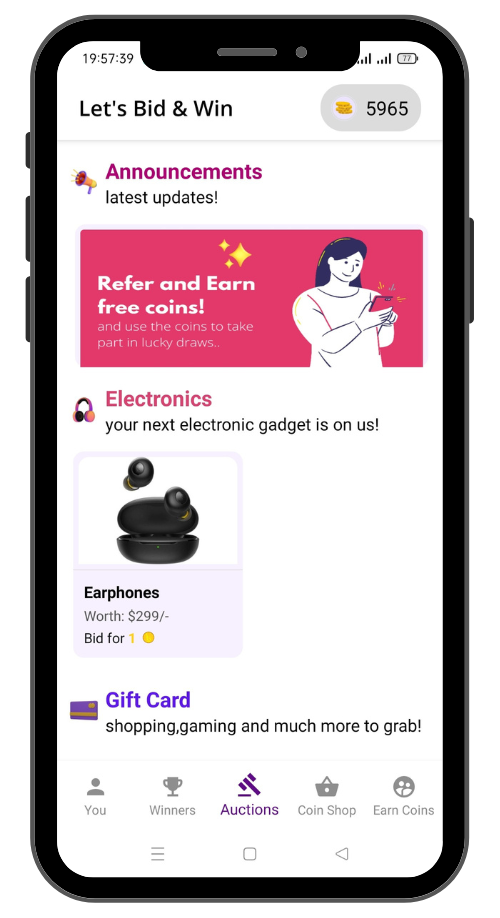 19:57:39
77
Let's Bid & Win
5965
Announcements
latest updates!
Refer and Earn
free coins!
and use the coins to take
part in lucky draws..
Electronics
your next electronic gadget is on us!
Earphones
Worth: $299/-
Bid for 1
Gift Card
shopping,gaming and much more to grab!
You
Winners
Auctions
Coin Shop
Earn Coins